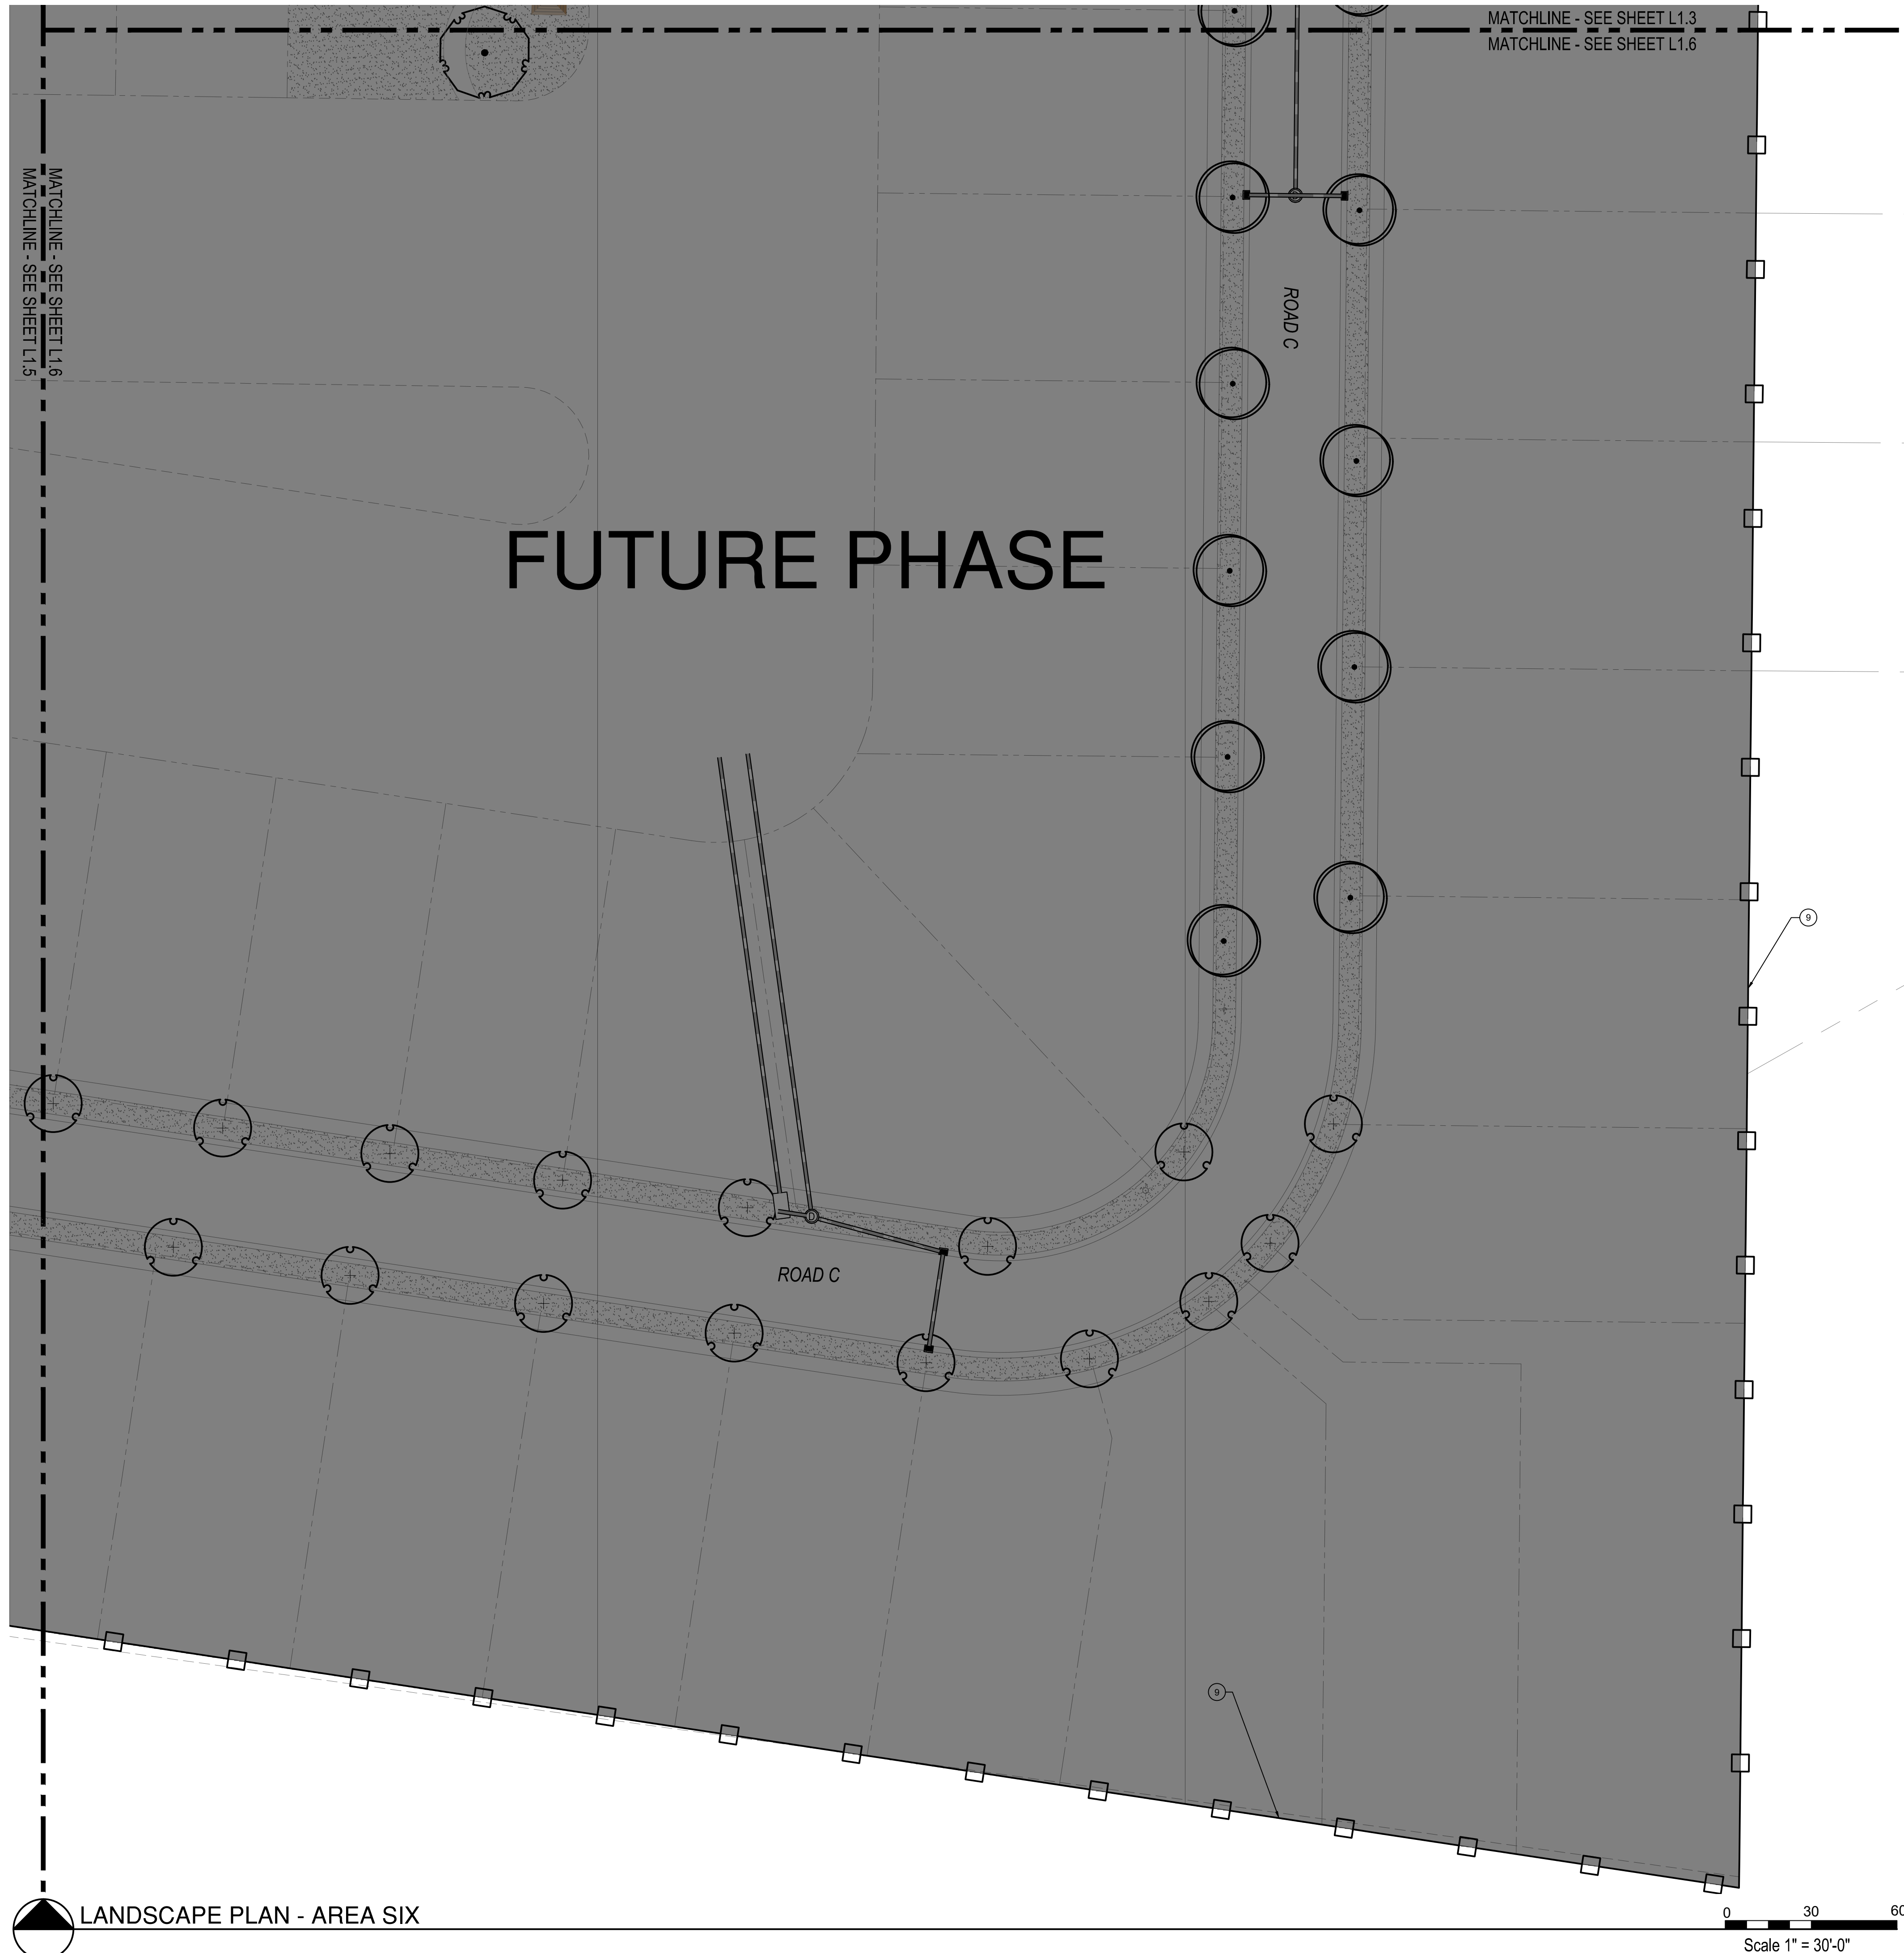 MATCHLINE - SEE SHEET L1.3
MATCHLINE - SEE SHEET L1.6
MATCHLINE - SEE SHEET L1.6
MATCHLINE - SEE SHEET L1.5
ROAD C
FUTURE PHASE
9
D
ROAD C
9
LANDSCAPE PLAN - AREA SIX
0 30 60
Scale 1" = 30'-0"